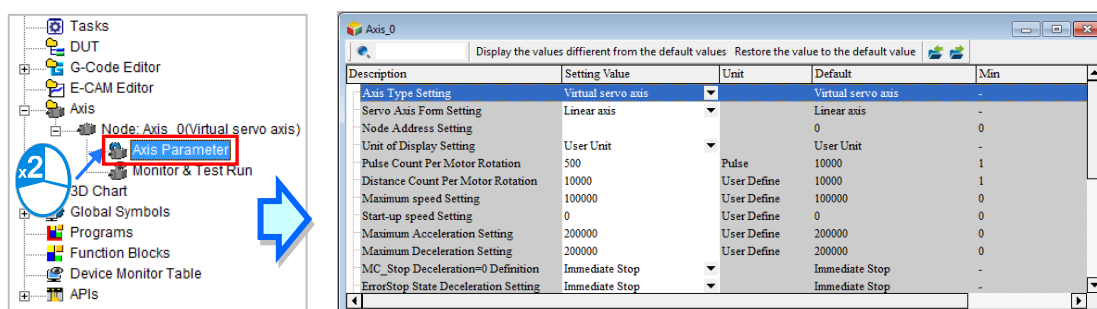 Tasks
DUT
G-Code Editor
E-CAM Editor
Axis
Node: Axis_0(Virtual servo axis)
Axis Parameter
Monitor & Test Run
3D Chart
Global Symbols
Programs
Function Blocks
Device Monitor Table
APIs
x2
Axis_0
Display the values diffierent from the default values Restore the value to the default value
Description Setting Value Unit Default Min
Axis Type Setting Virtual servo axis Virtual servo axis -
Servo Axis Form Setting Linear axis Linear axis -
Node Address Setting 0 0
Unit of Display Setting User Unit User Unit -
Pulse Count Per Motor Rotation 500 Pulse 10000 1
Distance Count Per Motor Rotation 10000 User Define 10000 1
Maximum speed Setting 100000 User Define 100000 0
Start-up speed Setting 0 User Define 0 0
Maximum Acceleration Setting 200000 User Define 200000 0
Maximum Deceleration Setting 200000 User Define 200000 0
MC_Stop Deceleration=0 Definition Immediate Stop Immediate Stop -
ErrorStop State Deceleration Setting Immediate Stop Immediate Stop -